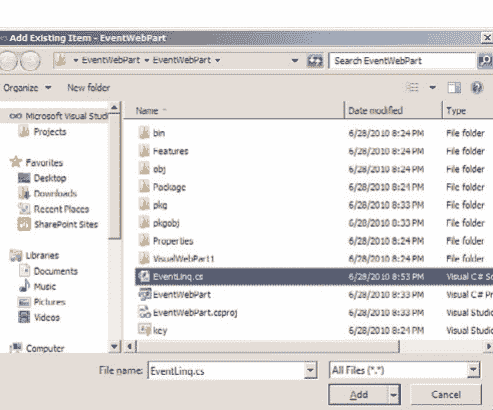 Add Existing Item - EventWebPart
EventWebPart EventWebPart
Search EventWebPart
Organize New folder
Name Date modified Type
Microsoft Visual Stud
Projects
Favorites
Desktop
Downloads
Recent Places
SharePoint Sites
Libraries
Documents
Music
Pictures
Videos
Computer
bin 6/28/2010 8:24 PM File folder
Features 6/28/2010 8:24 PM File folder
obj 6/28/2010 8:24 PM File folder
Package 6/28/2010 8:24 PM File folder
pkg 6/28/2010 8:33 PM File folder
pkgobj 6/28/2010 8:33 PM File folder
Properties 6/28/2010 8:24 PM File folder
VisualWebPart1 6/28/2010 8:24 PM File folder
EventLinq.cs 6/28/2010 8:53 PM Visual C# So
EventWebPart 6/28/2010 8:33 PM Visual C# Pr
EventWebPart.csproj 6/28/2010 8:33 PM Visual Studio
key 6/28/2010 8:24 PM Visual Studio
File name: EventLinq.cs All Files (*.*)
Add Cancel